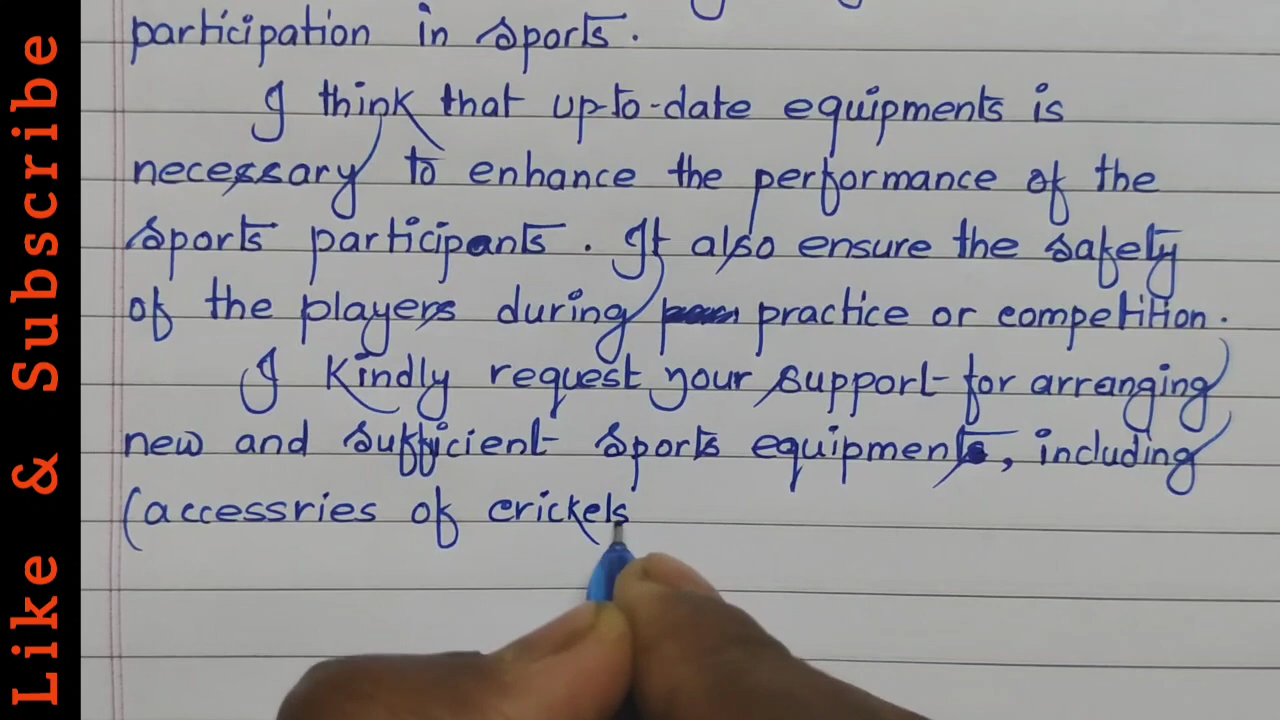 Like & Subscribe
participation in sports.
I think that up-to-date equipments is
necessary to enhance the performance of the
sports participants. It also ensure the safety
of the players during practice or competition.
I Kindly request your support for arranging
new and sufficient sports equipments, including
(accessries of crickets